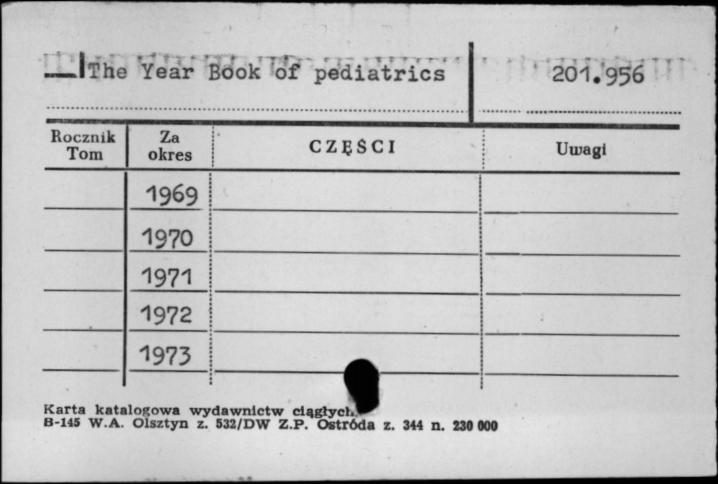 The Year Book of pediatrics 201.956
Rocznik Tom Za okres CZĘŚCI Uwagi
1969
1970
1971
1972
1973
Karta katalogowa wydawnictw ciągłych
B-145 W.A. Olsztyn z. 532/DW Z.P. Ostróda z. 344 n. 230 000